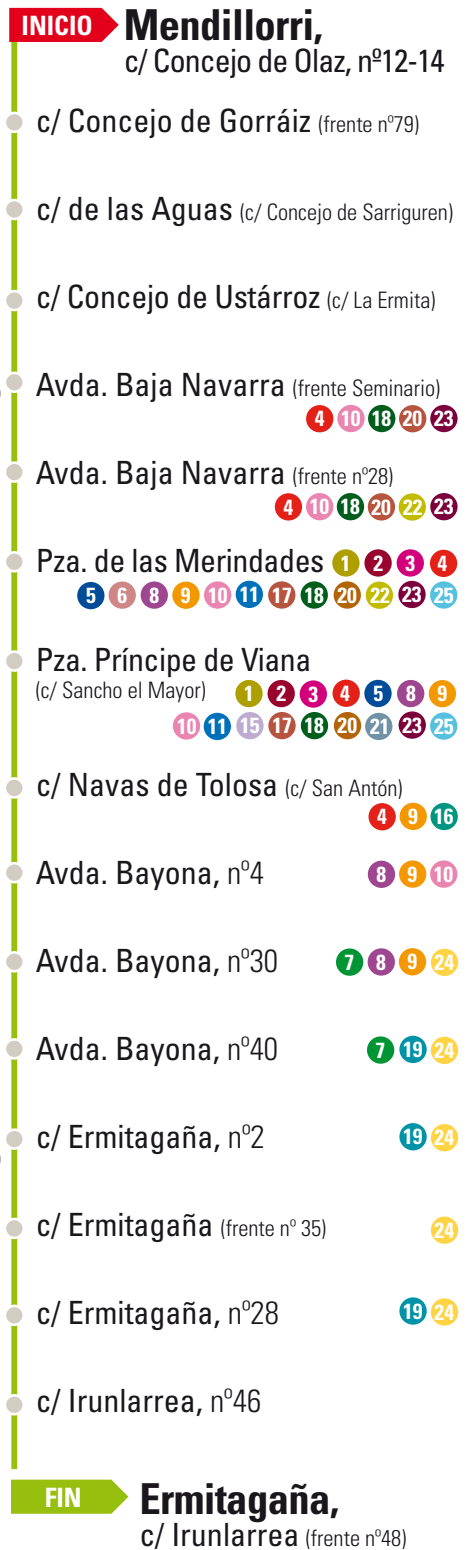 INICIO Mendillorri,
c/ Concejo de Olaz, nº12-14
c/ Concejo de Gorráiz (frente nº79)
c/ de las Aguas (c/ Concejo de Sarriguren)
c/ Concejo de Ustárroz (c/ La Ermita)
Avda. Baja Navarra (frente Seminario)
4 10 18 20 23
Avda. Baja Navarra (frente nº28)
4 10 18 20 22 23
Pza. de las Merindades 1 2 3 4
5 6 8 9 10 11 17 18 20 22 23 25
Pza. Príncipe de Viana
(c/ Sancho el Mayor) 1 2 3 4 5 8 9
10 11 15 17 18 20 21 23 25
c/ Navas de Tolosa (c/ San Antón)
4 9 16
Avda. Bayona, nº4 8 9 10
Avda. Bayona, nº30 7 8 9 24
Avda. Bayona, nº40 7 19 24
c/ Ermitagaña, nº2 19 24
c/ Ermitagaña (frente nº 35) 24
c/ Ermitagaña, nº28 19 24
c/ Irunlarrea, nº46
FIN Ermitagaña,
c/ Irunlarrea (frente nº48)